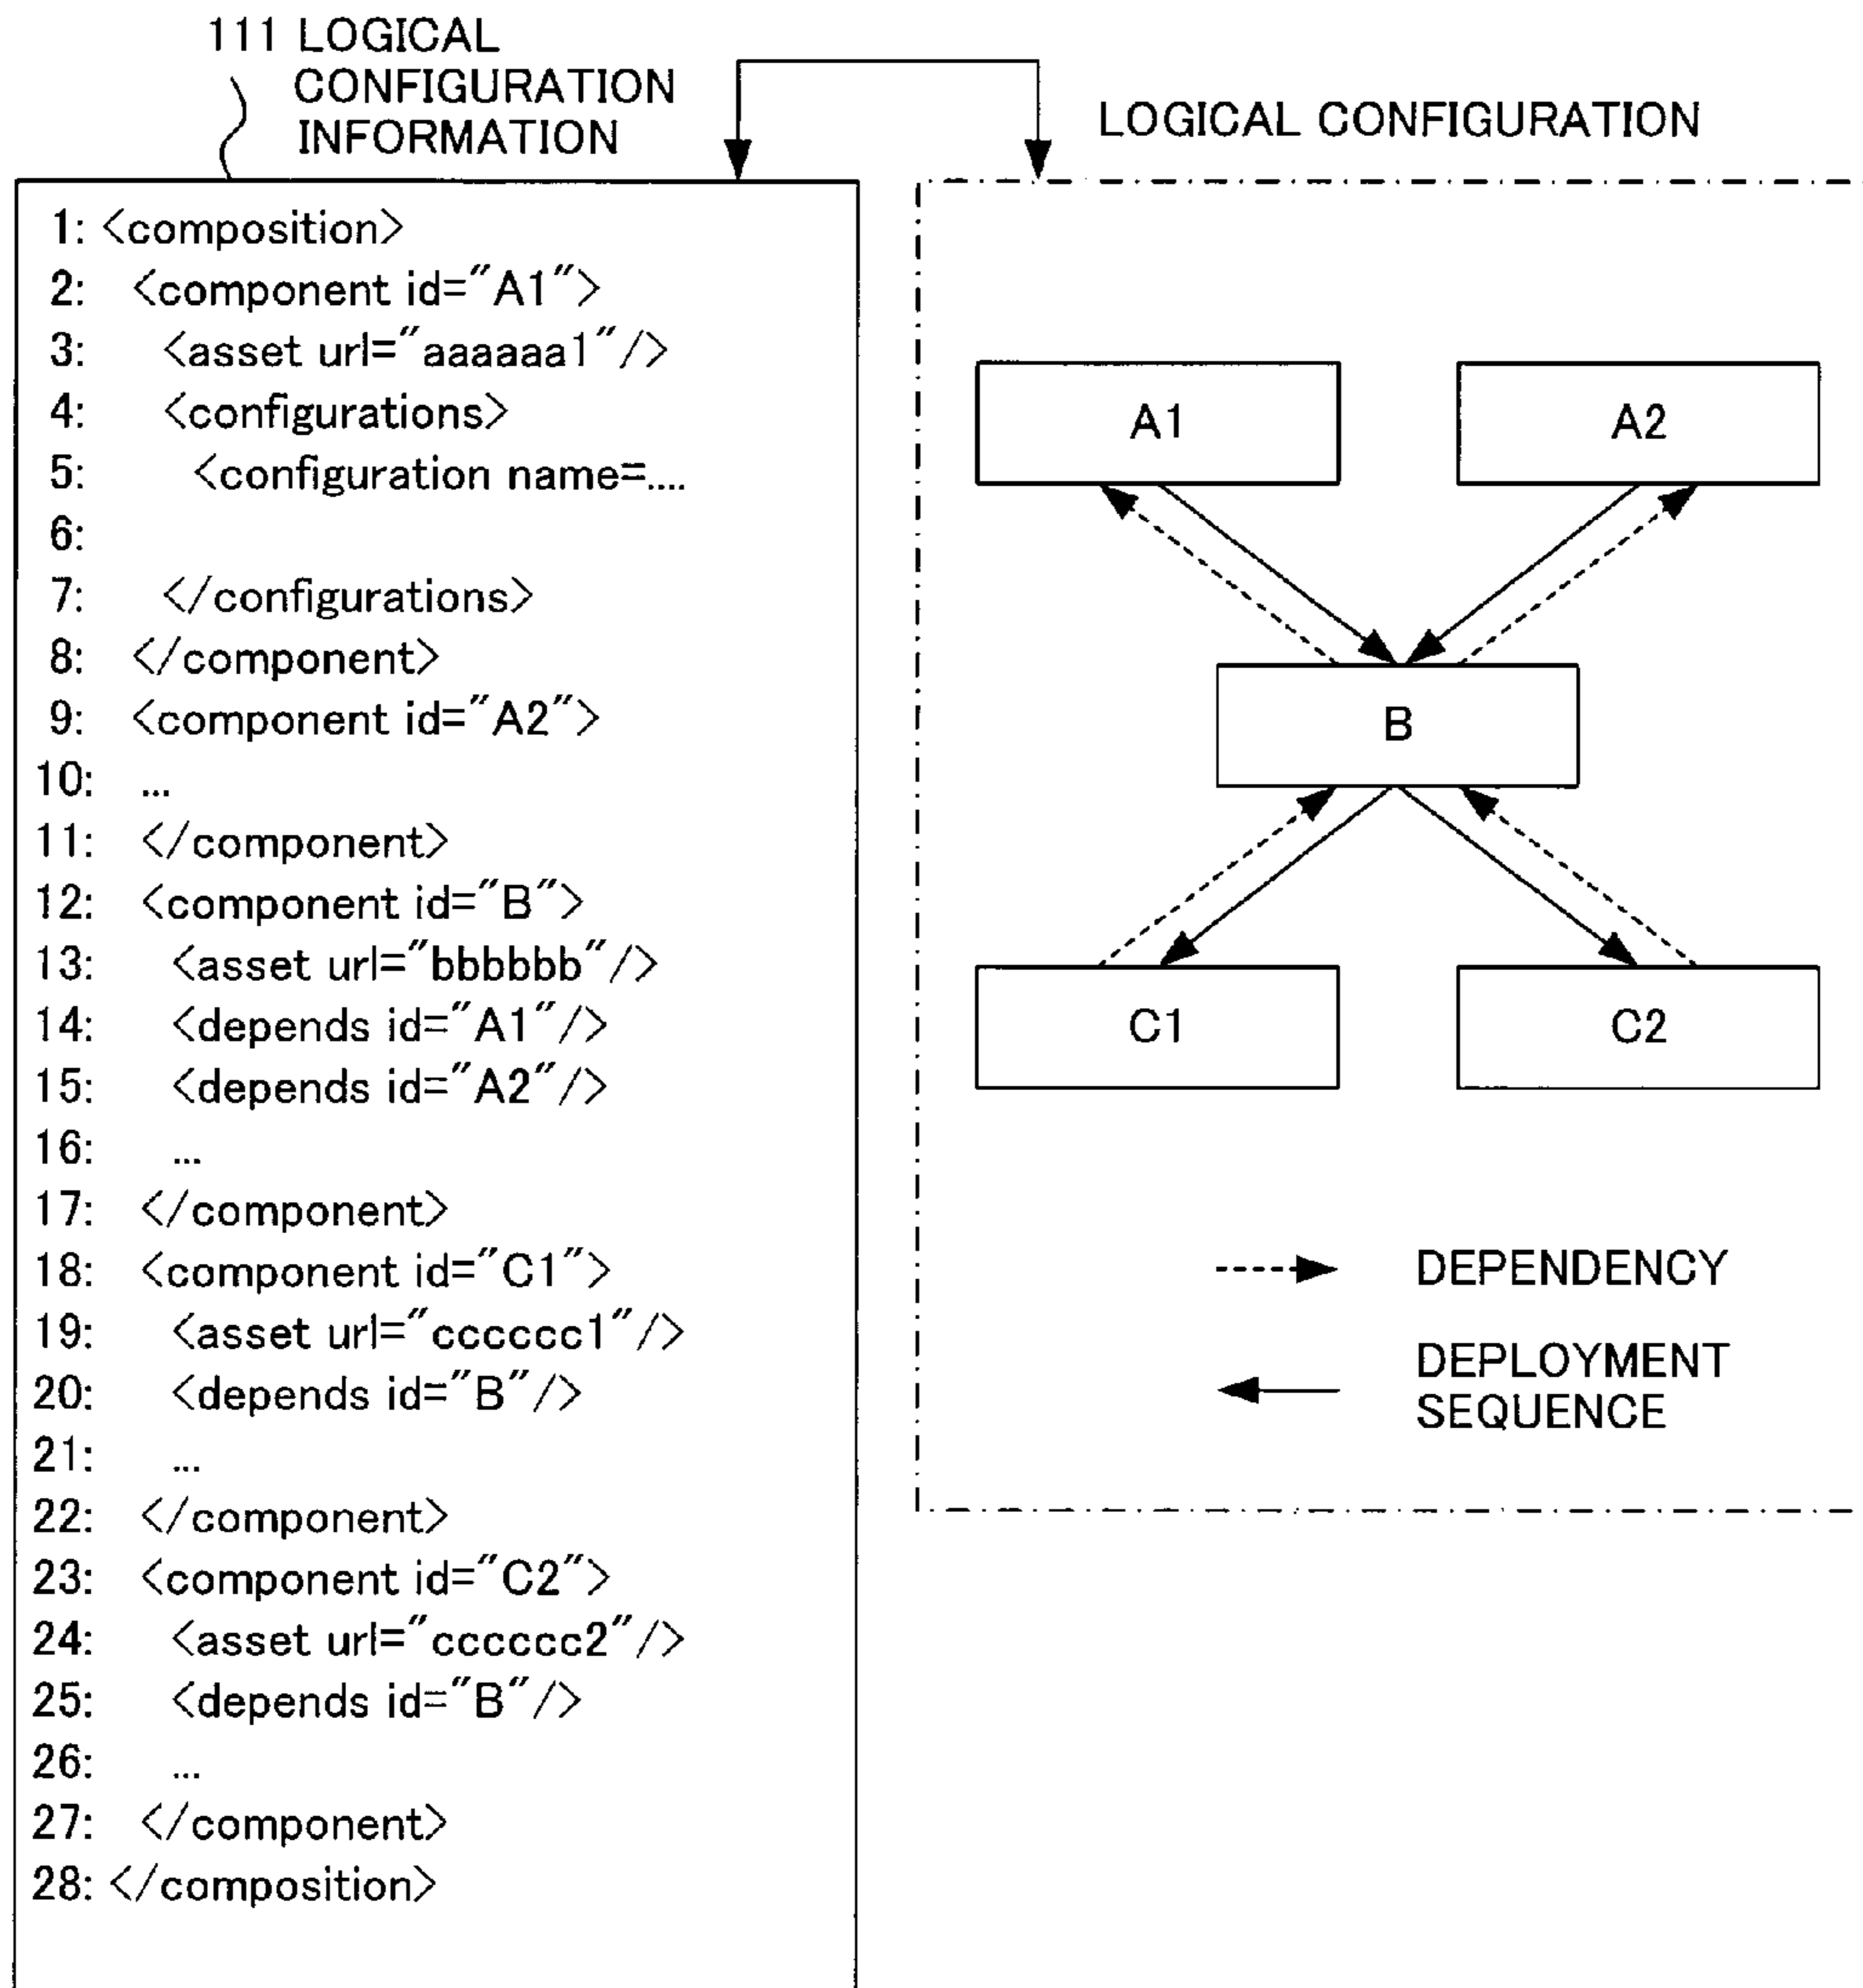 111 LOGICAL
CONFIGURATION
INFORMATION
LOGICAL CONFIGURATION
1: <composition>
2: <component id="A1">
3: <asset url="aaaaaa1"/>
4: <configurations>
5: <configuration name=....
6:
7: </configurations>
8: </component>
9: <component id="A2">
10: ...
11: </component>
12: <component id="B">
13: <asset url="bbbbbb"/>
14: <depends id="A1"/>
15: <depends id="A2"/>
16: ...
17: </component>
18: <component id="C1">
19: <asset url="cccccc1"/>
20: <depends id="B"/>
21: ...
22: </component>
23: <component id="C2">
24: <asset url="cccccc2"/>
25: <depends id="B"/>
26: ...
27: </component>
28: </composition>
A1
A2
B
C1
C2
DEPENDENCY
DEPLOYMENT
SEQUENCE